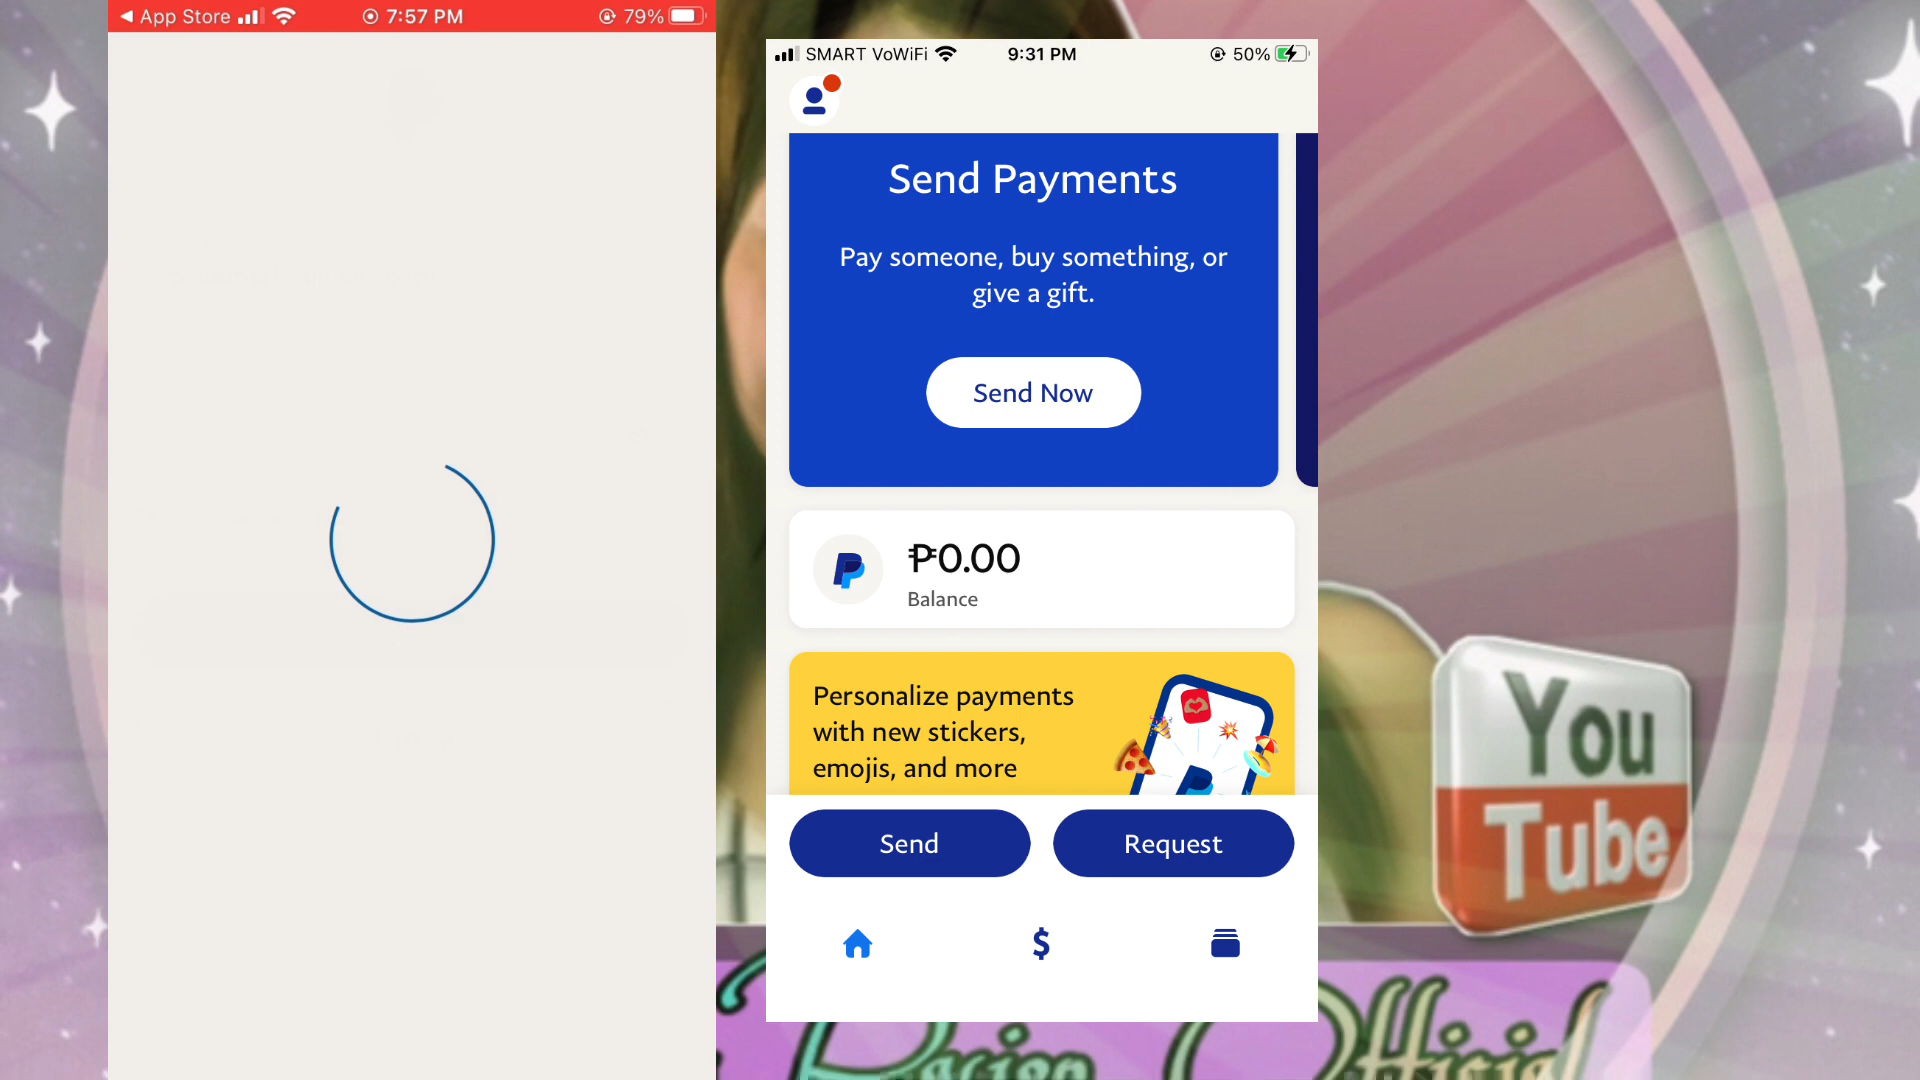 App Store
7:57 PM
79%
SMART VoWiFi
9:31 PM
50%
Send Payments
Pay someone, buy something, or
give a gift.
Send Now
₱0.00
Balance
Personalize payments
with new stickers,
emojis, and more
Send
Request
$
You
Tube
Official